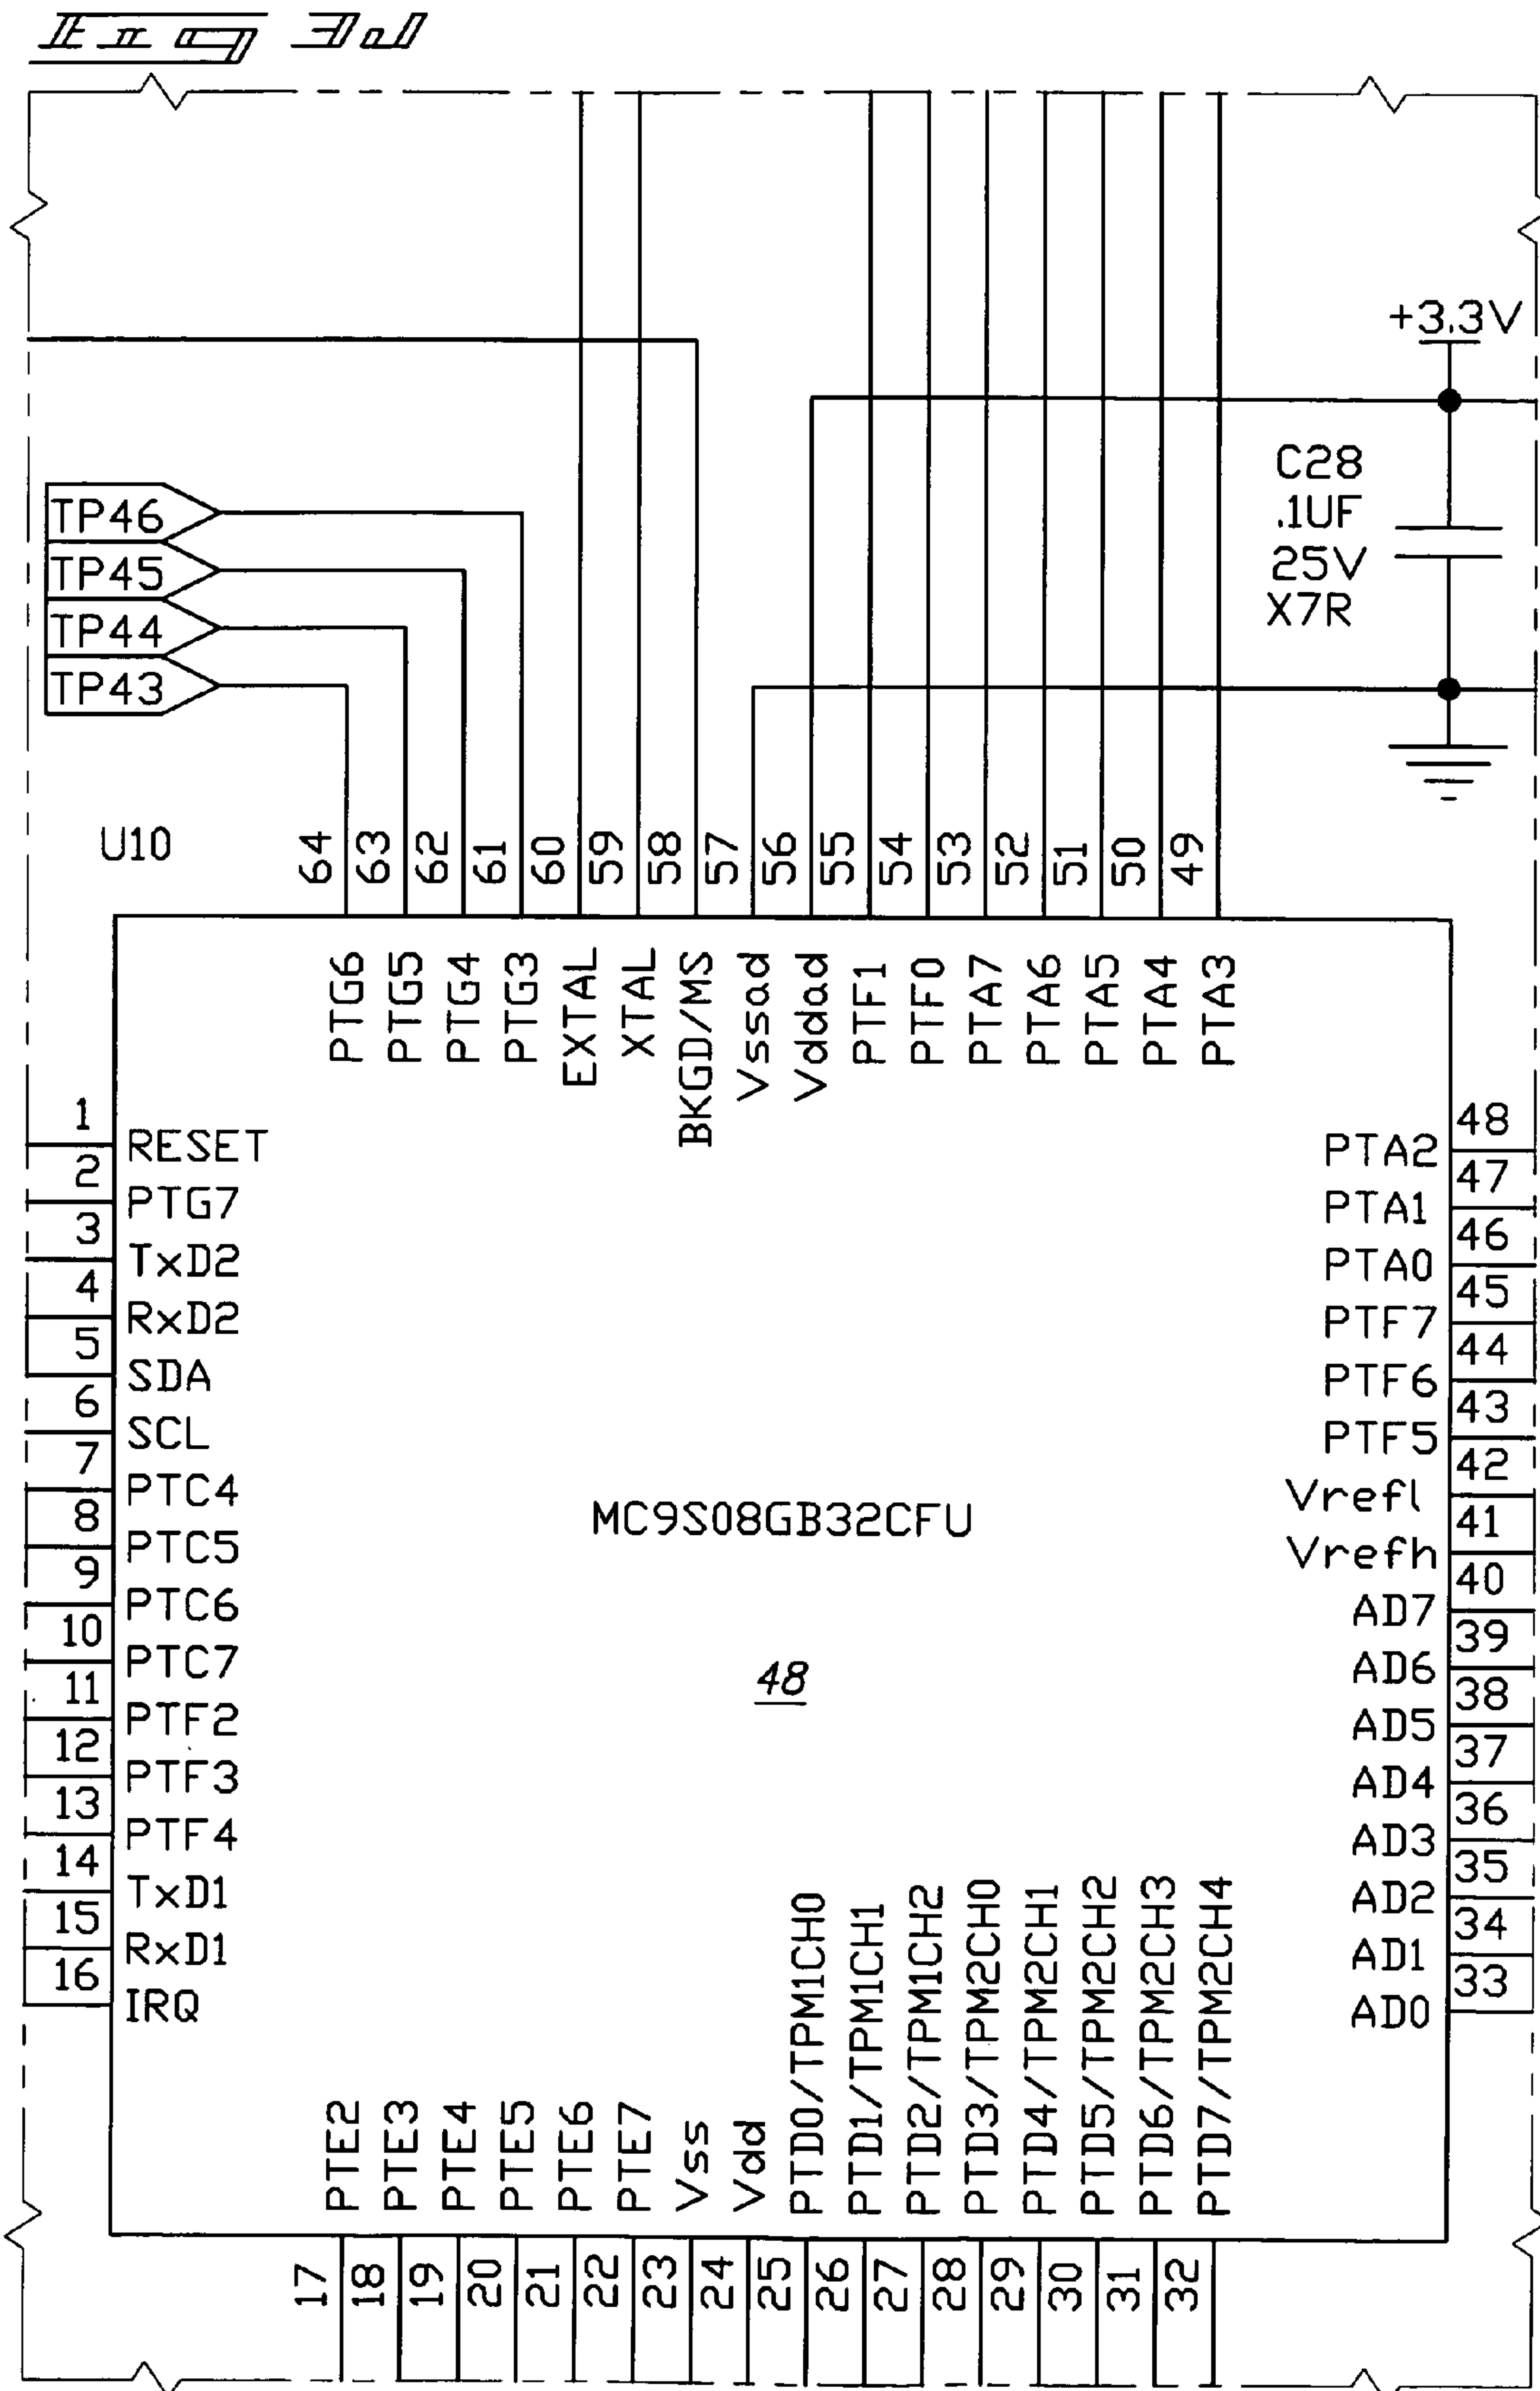 Fig 3d
+3.3V
C28
.1UF
25V
X7R
TP46
TP45
TP44
TP43
U10
64
63
62
61
60
59
58
57
56
55
54
53
52
51
50
49
PTG6
PTG5
PTG4
PTG3
EXTAL
XTAL
BKGD/MS
Vssad
Vddad
PTF1
PTF0
PTA7
PTA6
PTA5
PTA4
PTA3
1
RESET
2
PTG7
3
TxD2
4
RxD2
5
SDA
6
SCL
7
PTC4
8
PTC5
9
PTC6
10
PTC7
11
PTF2
12
PTF3
13
PTF4
14
TxD1
15
RxD1
16
IRQ
MC9S08GB32CFU
48
48
PTA2
47
PTA1
46
PTA0
45
PTF7
44
PTF6
43
PTF5
42
Vrefl
41
Vrefh
40
AD7
39
AD6
38
AD5
37
AD4
36
AD3
35
AD2
34
AD1
33
AD0
PTE2
PTE3
PTE4
PTE5
PTE6
PTE7
Vss
Vdd
PTD0/TPM1CH0
PTD1/TPM1CH1
PTD2/TPM1CH2
PTD3/TPM2CH0
PTD4/TPM2CH1
PTD5/TPM2CH2
PTD6/TPM2CH3
PTD7/TPM2CH4
17
18
19
20
21
22
23
24
25
26
27
28
29
30
31
32